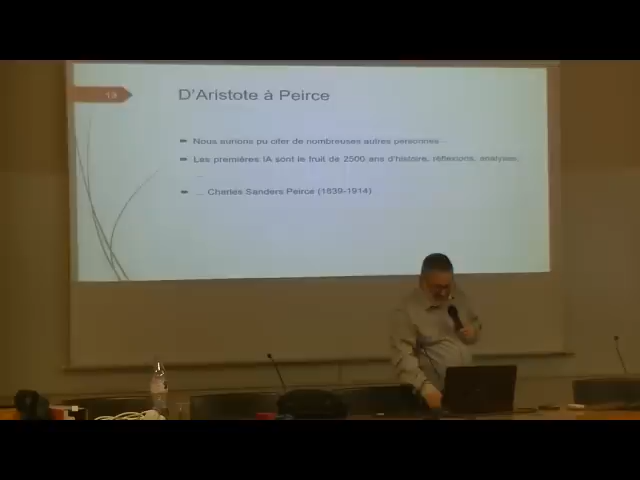 19
D'Aristote à Peirce
Nous aurions pu citer de nombreuses autres personnes ...
Les premières IA sont le fruit de 2500 ans d'histoire, réflexions, analyses
...
... Charles Sanders Peirce (1839-1914)